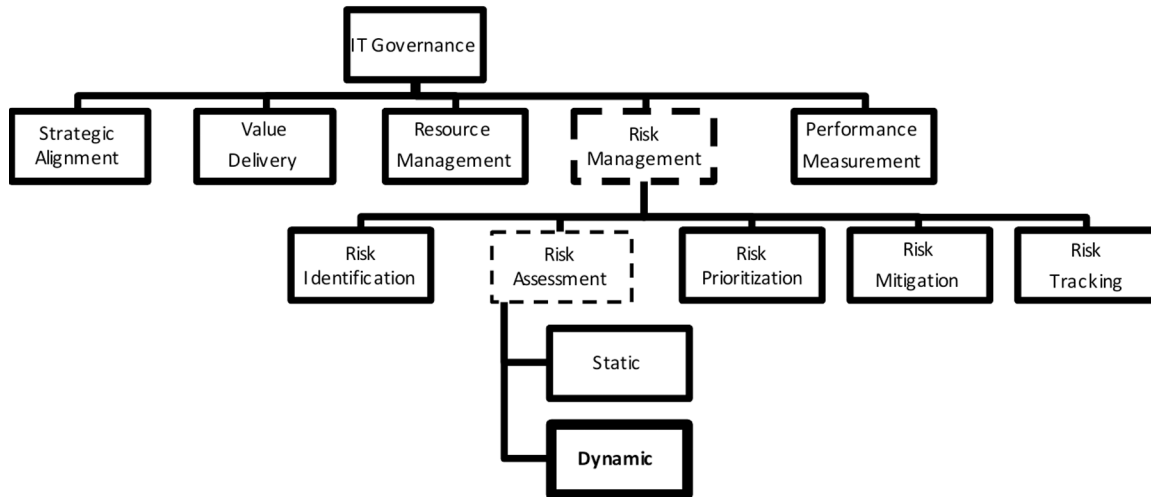 IT Governance
Strategic
Alignment
Value
Delivery
Resource
Management
Risk
Management
Performance
Measurement
Risk
Identification
Risk
Assessment
Risk
Prioritization
Risk
Mitigation
Risk
Tracking
Static
Dynamic